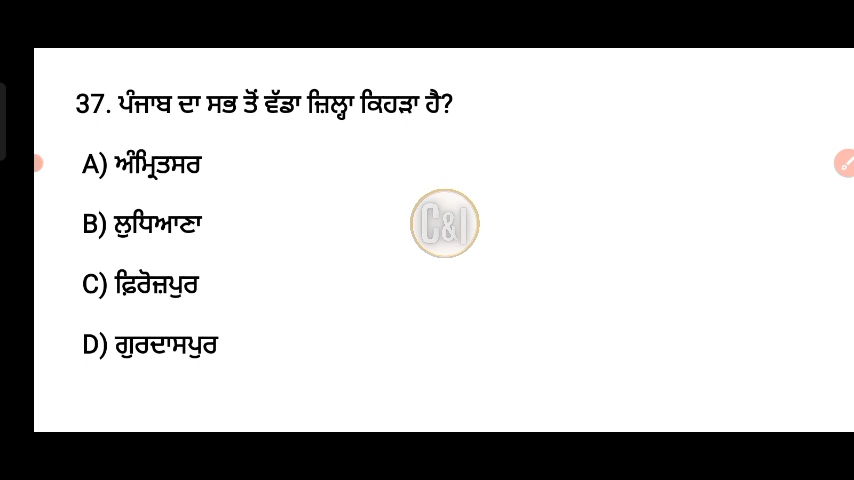 37. ਪੰਜਾਬ ਦਾ ਸਭ ਤੋਂ ਵੱਡਾ ਜ਼ਿਲ੍ਹਾ ਕਿਹੜਾ ਹੈ?
A) ਅੰਮ੍ਰਿਤਸਰ
B) ਲੁਧਿਆਣਾ
C&I
C) ਫ਼ਿਰੋਜ਼ਪੁਰ
D) ਗੁਰਦਾਸਪੁਰ